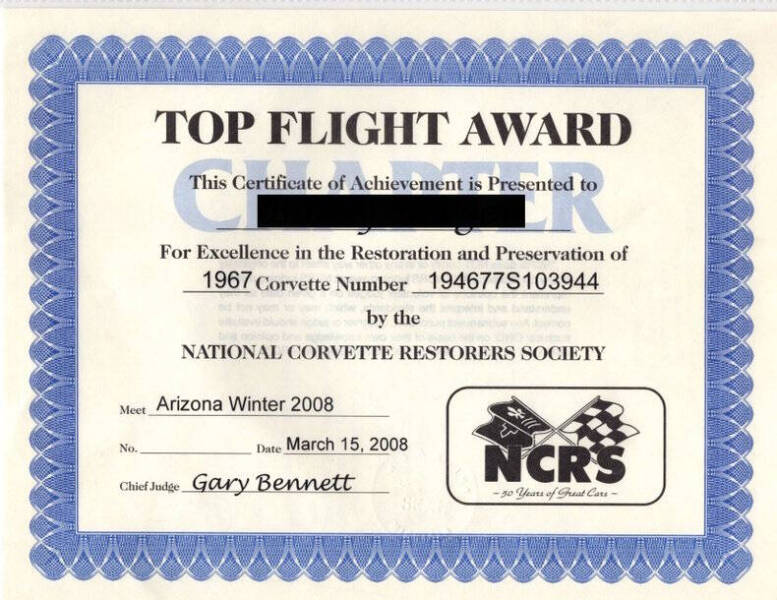 TOP FLIGHT AWARD
CHAPTER
This Certificate of Achievement is Presented to
For Excellence in the Restoration and Preservation of
1967 Corvette Number 194677S103944
by the
NATIONAL CORVETTE RESTORERS SOCIETY
Meet Arizona Winter 2008
No. Date March 15, 2008
Chief Judge Gary Bennett
NCRS
~ 30 Years of Great Cars ~